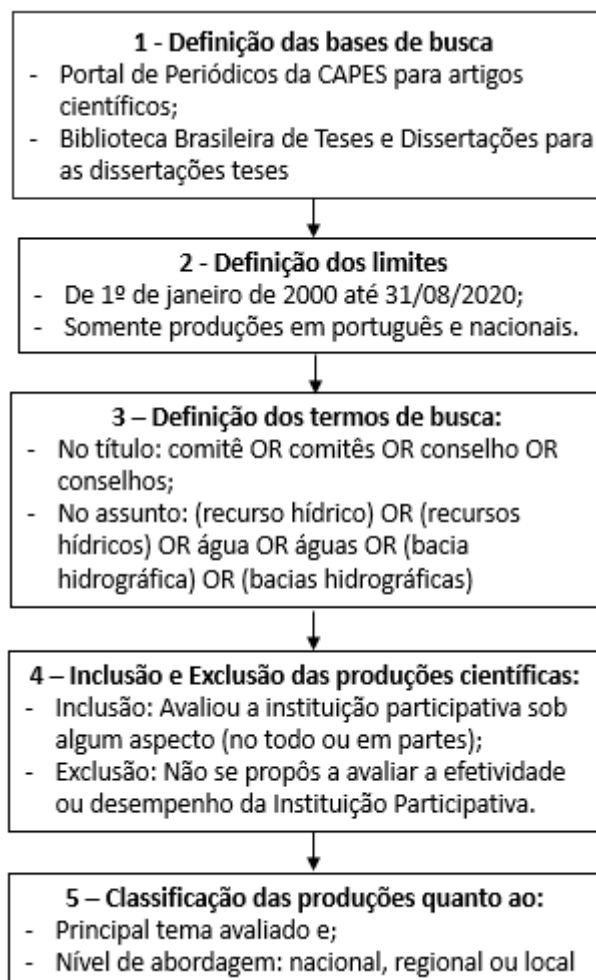 1 - Definição das bases de busca
- Portal de Periódicos da CAPES para artigos
científicos;
- Biblioteca Brasileira de Teses e Dissertações para
as dissertações teses
2 - Definição dos limites
- De 1º de janeiro de 2000 até 31/08/2020;
- Somente produções em português e nacionais.
3 – Definição dos termos de busca:
- No título: comitê OR comitês OR conselho OR
conselhos;
- No assunto: (recurso hídrico) OR (recursos
hídricos) OR água OR águas OR (bacia
hidrográfica) OR (bacias hidrográficas)
4 – Inclusão e Exclusão das produções científicas:
- Inclusão: Avaliou a instituição participativa sob
algum aspecto (no todo ou em partes);
- Exclusão: Não se propôs a avaliar a efetividade
ou desempenho da Instituição Participativa.
5 – Classificação das produções quanto ao:
- Principal tema avaliado e;
- Nível de abordagem: nacional, regional ou local